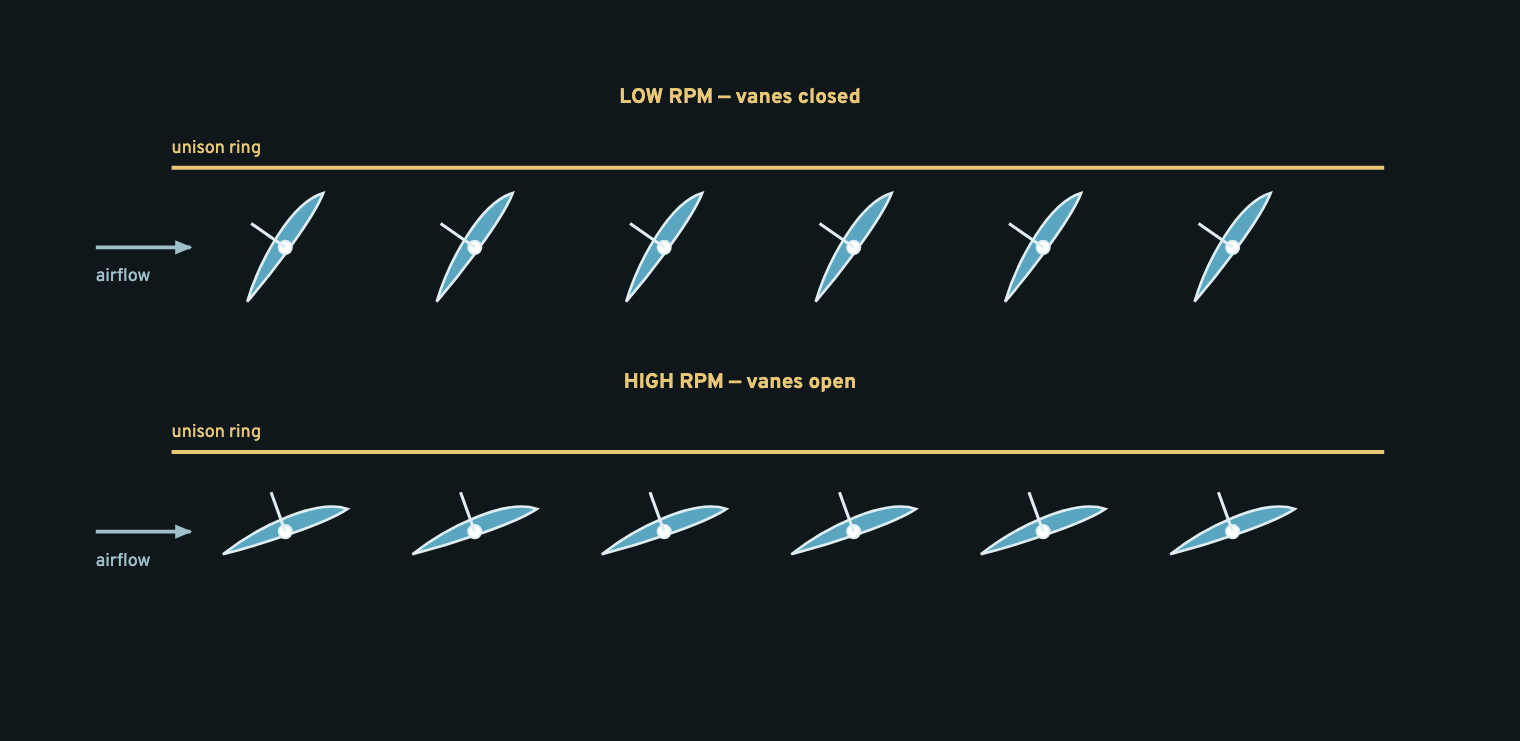 LOW RPM — vanes closed
unison ring
airflow
HIGH RPM — vanes open
unison ring
airflow